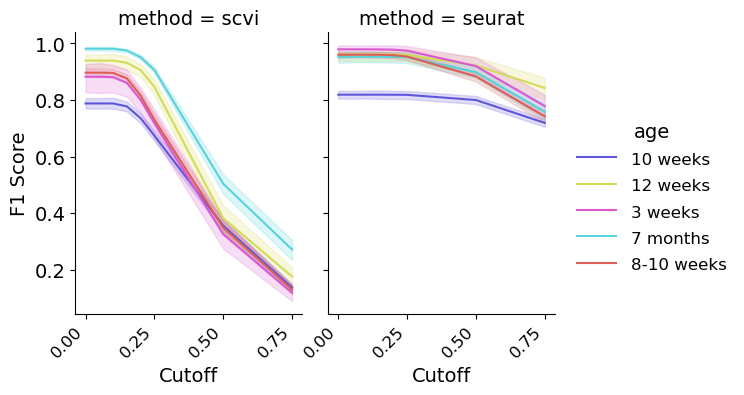 method = scvi
method = seurat
1.0
0.8
0.6
0.4
0.2
F1 Score
0.00
0.25
0.50
0.75
0.00
0.25
0.50
0.75
Cutoff
Cutoff
age
10 weeks
12 weeks
3 weeks
7 months
8-10 weeks